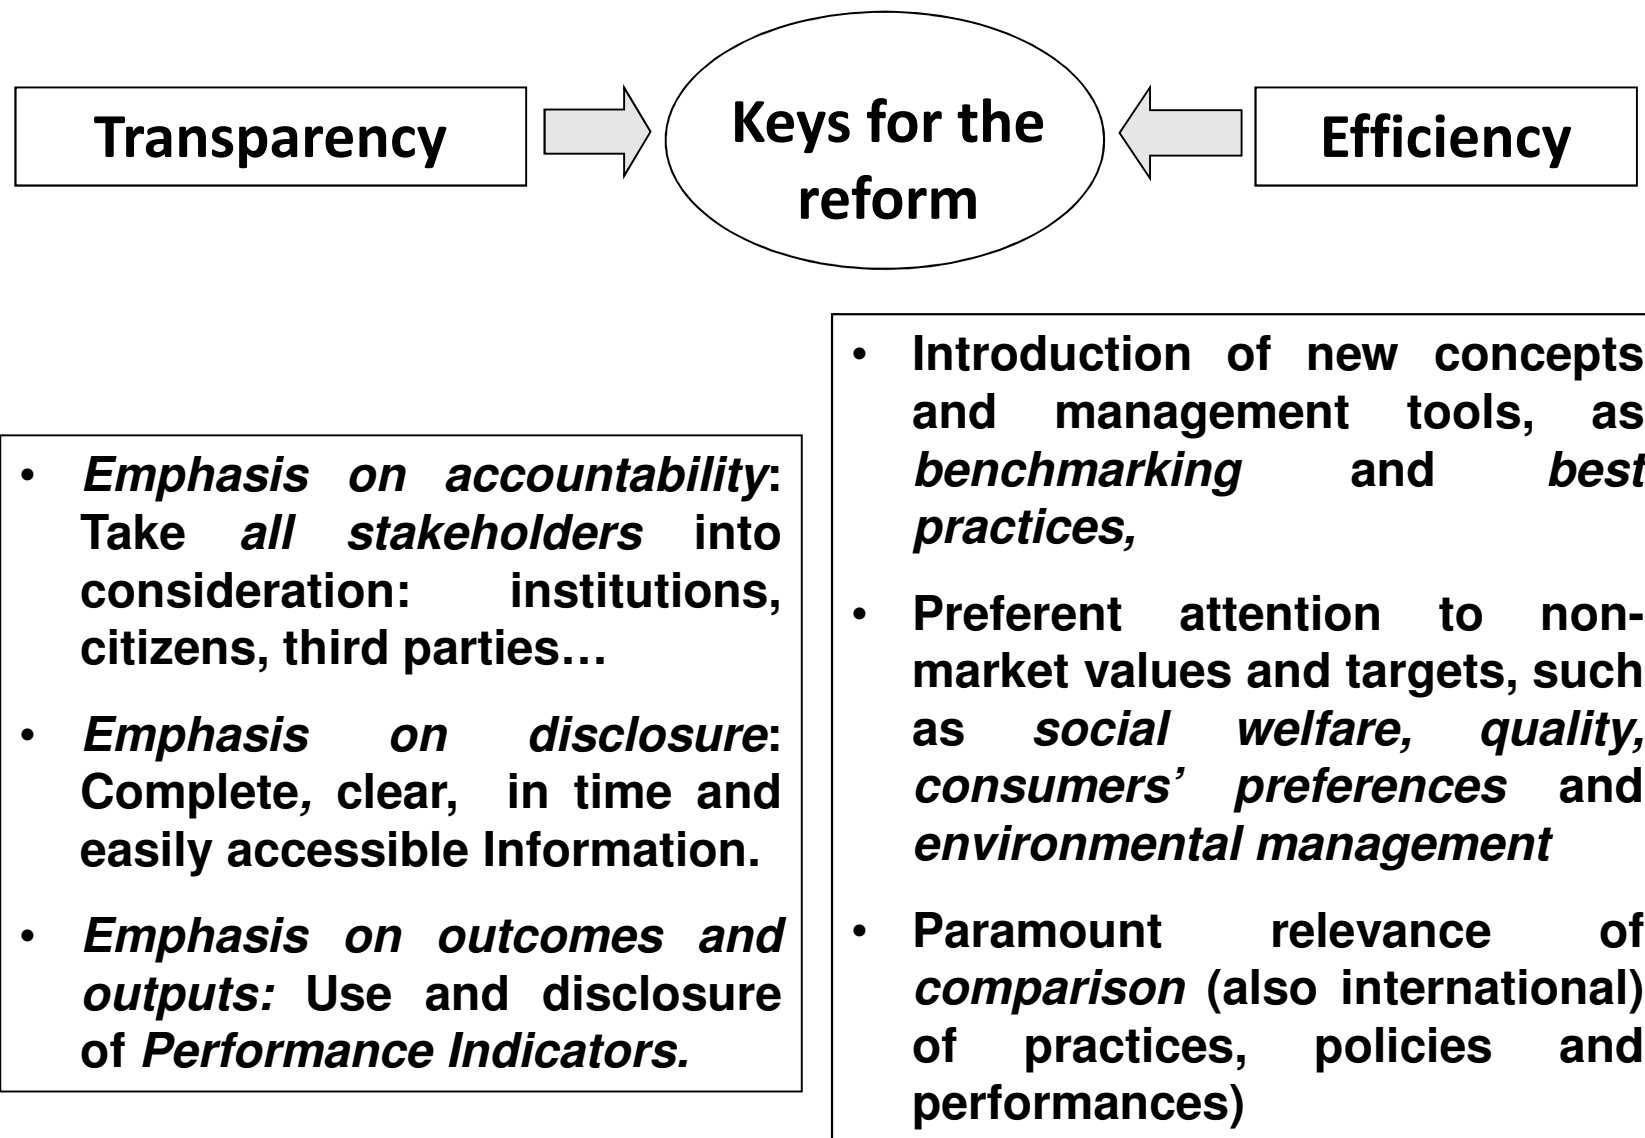 Transparency
Keys for the
reform
Efficiency
• Emphasis on accountability:
Take all stakeholders into
consideration: institutions,
citizens, third parties…
• Emphasis on disclosure:
Complete, clear, in time and
easily accessible Information.
• Emphasis on outcomes and
outputs: Use and disclosure
of Performance Indicators.
• Introduction of new concepts
and management tools, as
benchmarking and best
practices,
• Preferent attention to non-
market values and targets, such
as social welfare, quality,
consumers’ preferences and
environmental management
• Paramount relevance of
comparison (also international)
of practices, policies and
performances)